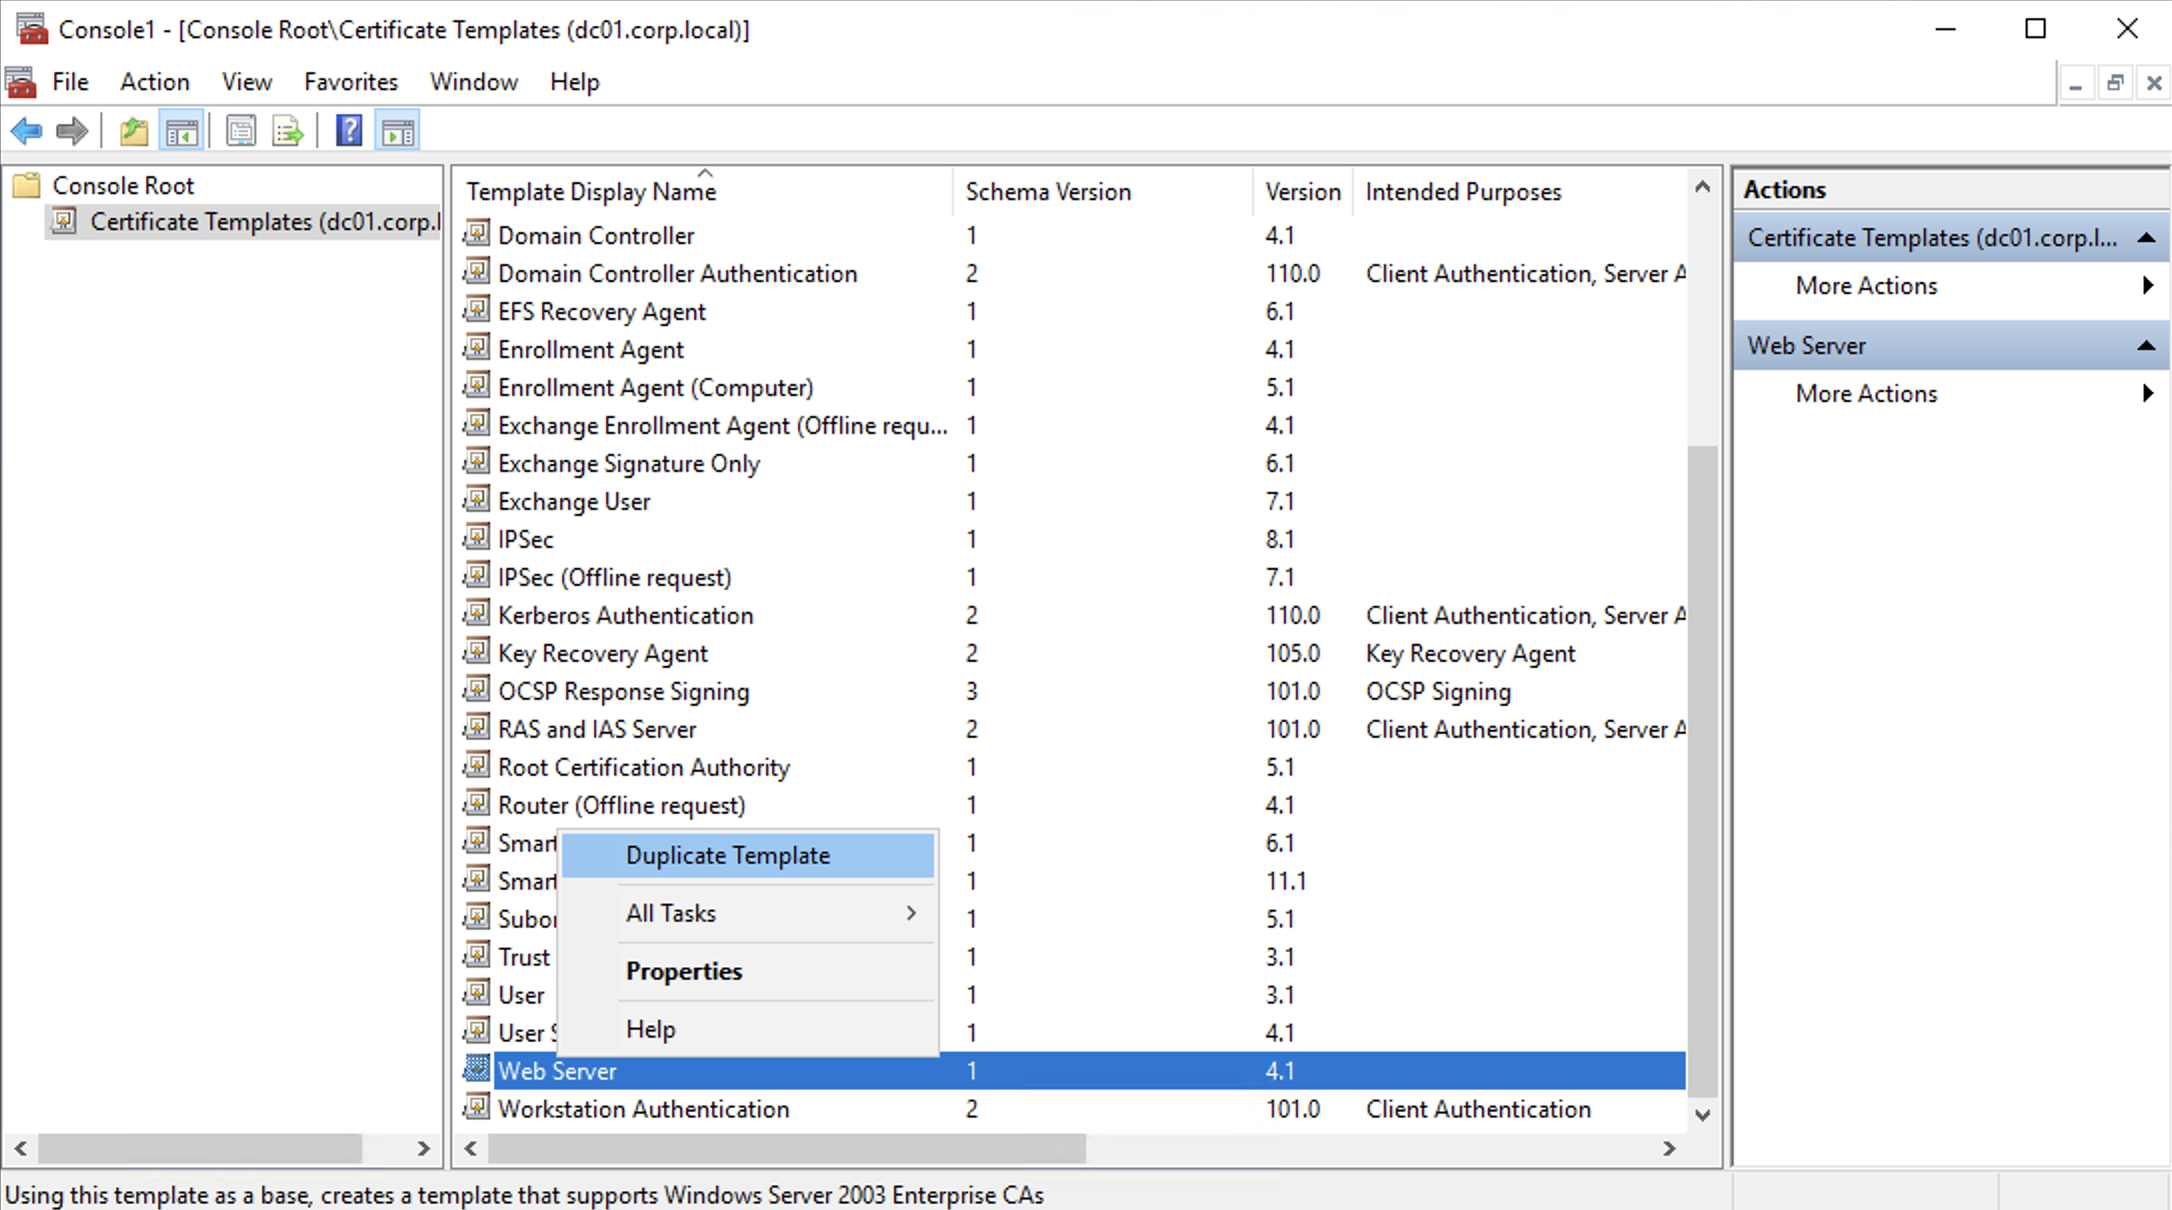 Console1 - [Console Root\Certificate Templates (dc01.corp.local)]
File Action View Favorites Window Help
Console Root
Certificate Templates (dc01.corp.l
Template Display Name Schema Version Version Intended Purposes
Domain Controller 1 4.1
Domain Controller Authentication 2 110.0 Client Authentication, Server A
EFS Recovery Agent 1 6.1
Enrollment Agent 1 4.1
Enrollment Agent (Computer) 1 5.1
Exchange Enrollment Agent (Offline requ... 1 4.1
Exchange Signature Only 1 6.1
Exchange User 1 7.1
IPSec 1 8.1
IPSec (Offline request) 1 7.1
Kerberos Authentication 2 110.0 Client Authentication, Server A
Key Recovery Agent 2 105.0 Key Recovery Agent
OCSP Response Signing 3 101.0 OCSP Signing
RAS and IAS Server 2 101.0 Client Authentication, Server A
Root Certification Authority 1 5.1
Router (Offline request) 1 4.1
Smart 1 6.1
Smart 1 11.1
Subor 1 5.1
Trust 1 3.1
User 1 3.1
User S 1 4.1
Web Server 1 4.1
Workstation Authentication 2 101.0 Client Authentication
Duplicate Template
All Tasks
Properties
Help
Actions
Certificate Templates (dc01.corp.l...
More Actions
Web Server
More Actions
Using this template as a base, creates a template that supports Windows Server 2003 Enterprise CAs